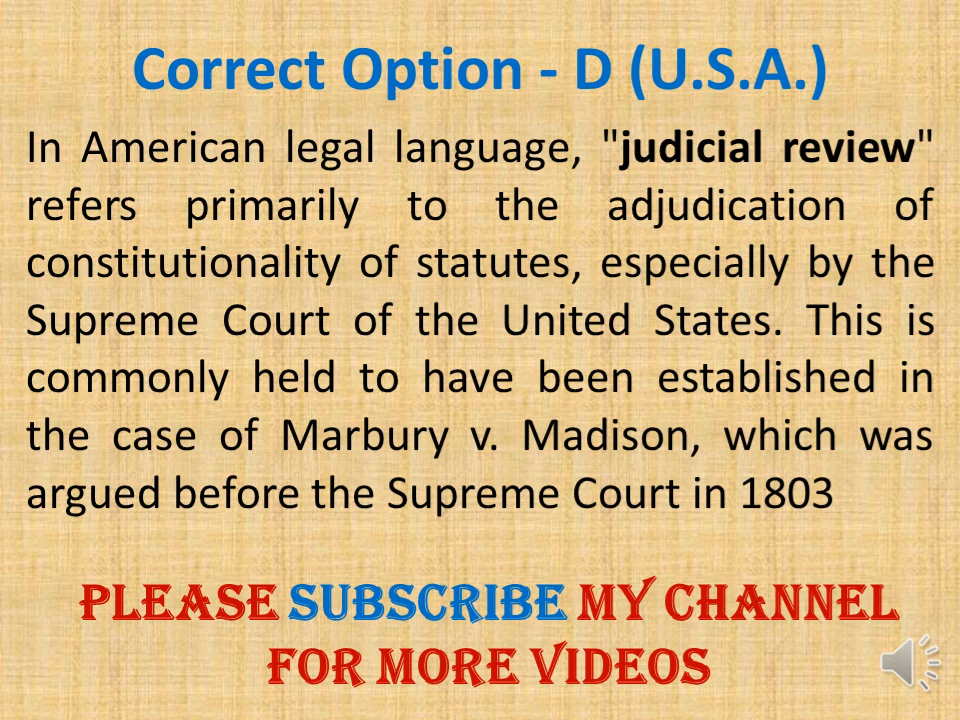 Correct Option - D (U.S.A.)
In American legal language, "judicial review"
refers primarily to the adjudication of
constitutionality of statutes, especially by the
Supreme Court of the United States. This is
commonly held to have been established in
the case of Marbury v. Madison, which was
argued before the Supreme Court in 1803
PLEASE SUBSCRIBE MY CHANNEL
FOR MORE VIDEOS